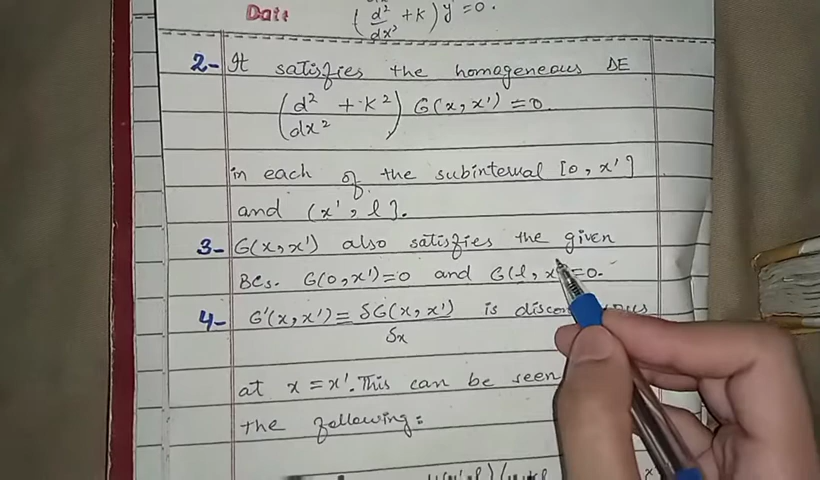 Date (d²/dx² + K) y = 0.
2- It satisfies the homogeneous DE
(d²/dx² + K²) G(x, x') = 0.
in each of the subinterval [0, x']
and (x', l].
3- G(x, x') also satisfies the given
BCs. G(0, x') = 0 and G(l, x') = 0.
4- G'(x, x') = δG(x, x')/δx is
at x = x'. This can be seen
the following: